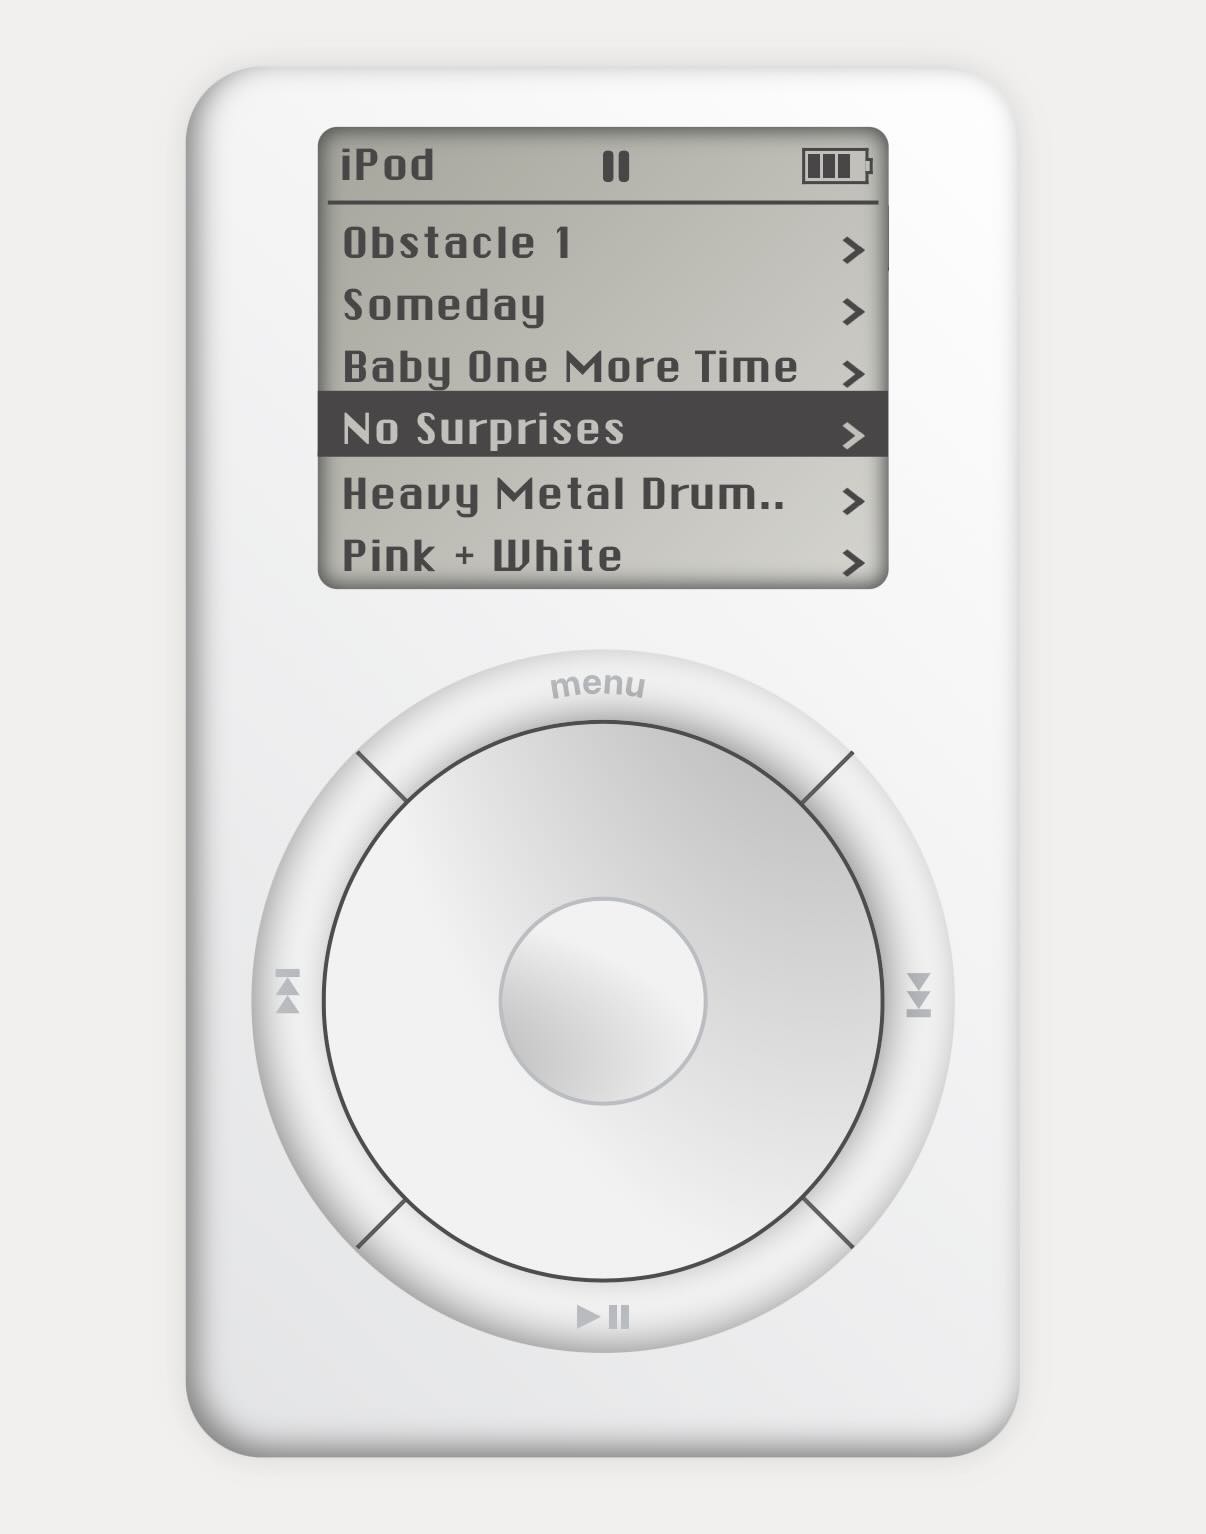 iPod
Obstacle 1
Someday
Baby One More Time
No Surprises
Heavy Metal Drum..
Pink + White
menu